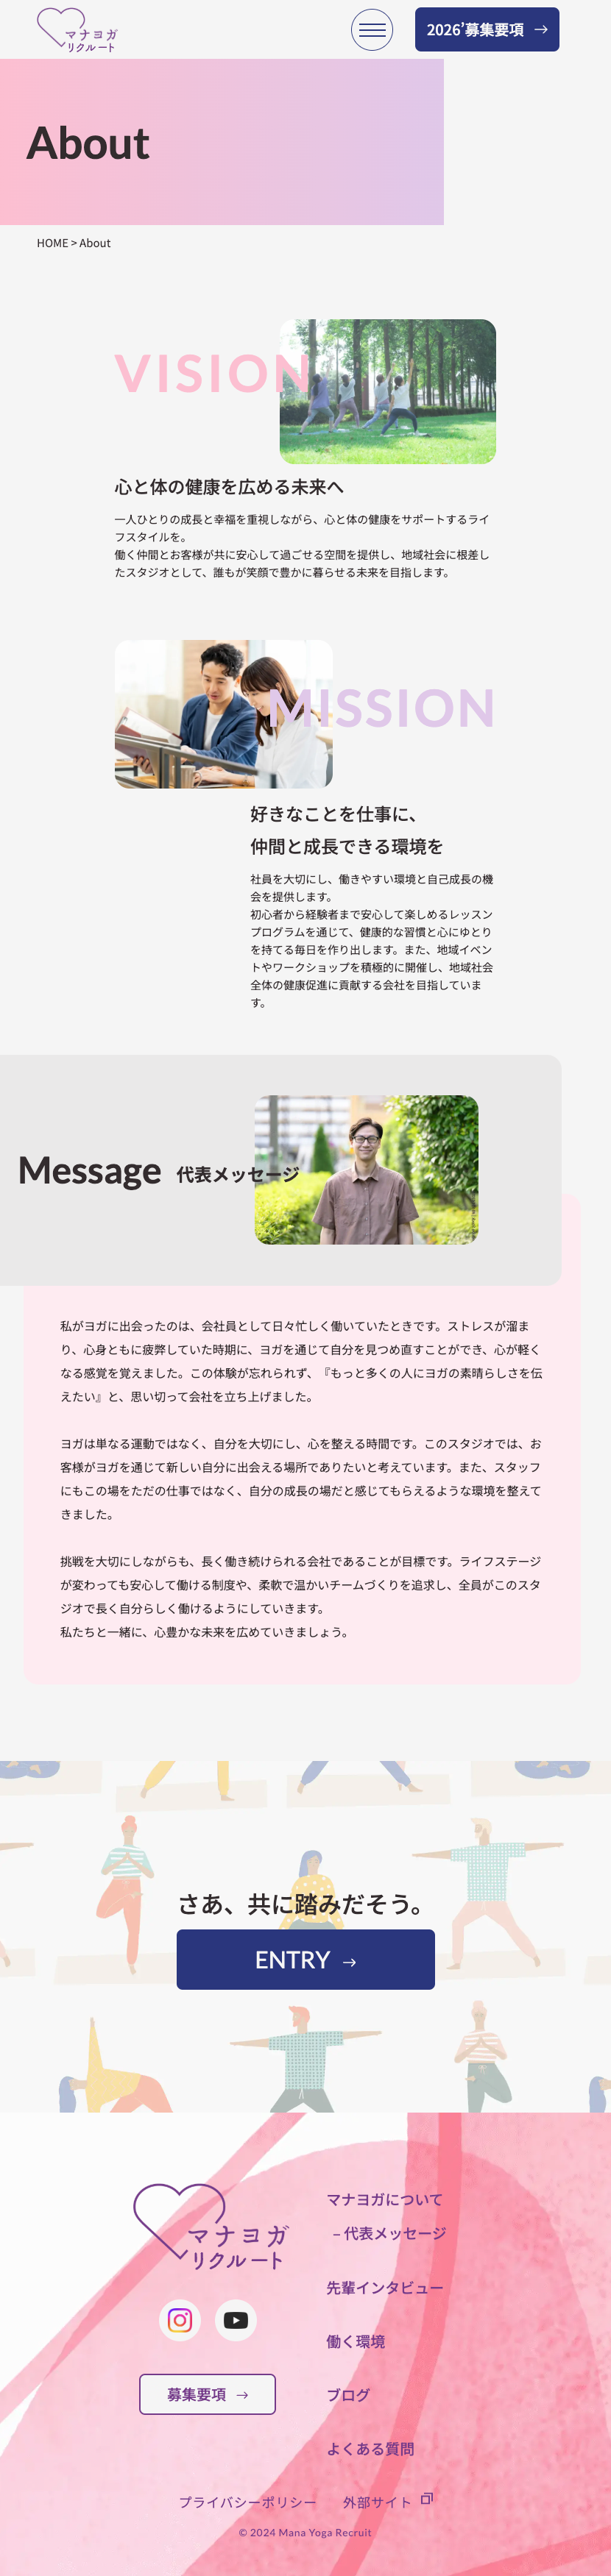 マナヨガ
リクルート
2026’募集要項 →
About
HOME > About
VISION
心と体の健康を広める未来へ
一人ひとりの成長と幸福を重視しながら、心と体の健康をサポートするライ
フスタイルを。
働く仲間とお客様が共に安心して過ごせる空間を提供し、地域社会に根差し
たスタジオとして、誰もが笑顔で豊かに暮らせる未来を目指します。
MISSION
好きなことを仕事に、
仲間と成長できる環境を
社員を大切にし、働きやすい環境と自己成長の機
会を提供します。
初心者から経験者まで安心して楽しめるレッスン
プログラムを通じて、健康的な習慣と心にゆとり
を持てる毎日を作り出します。また、地域イベン
トやワークショップを積極的に開催し、地域社会
全体の健康促進に貢献する会社を目指していま
す。
Message 代表メッセージ
私がヨガに出会ったのは、会社員として日々忙しく働いていたときです。ストレスが溜ま
り、心身ともに疲弊していた時期に、ヨガを通じて自分を見つめ直すことができ、心が軽く
なる感覚を覚えました。この体験が忘れられず、『もっと多くの人にヨガの素晴らしさを伝
えたい』と、思い切って会社を立ち上げました。
ヨガは単なる運動ではなく、自分を大切にし、心を整える時間です。このスタジオでは、お
客様がヨガを通じて新しい自分に出会える場所でありたいと考えています。また、スタッフ
にもこの場をただの仕事ではなく、自分の成長の場だと感じてもらえるような環境を整えて
きました。
挑戦を大切にしながらも、長く働き続けられる会社であることが目標です。ライフステージ
が変わっても安心して働ける制度や、柔軟で温かいチームづくりを追求し、全員がこのスタ
ジオで長く自分らしく働けるようにしていきます。
私たちと一緒に、心豊かな未来を広めていきましょう。
さあ、共に踏みだそう。
ENTRY →
マナヨガ
リクルート
募集要項 →
マナヨガについて
– 代表メッセージ
先輩インタビュー
働く環境
ブログ
よくある質問
プライバシーポリシー 外部サイト
© 2024 Mana Yoga Recruit